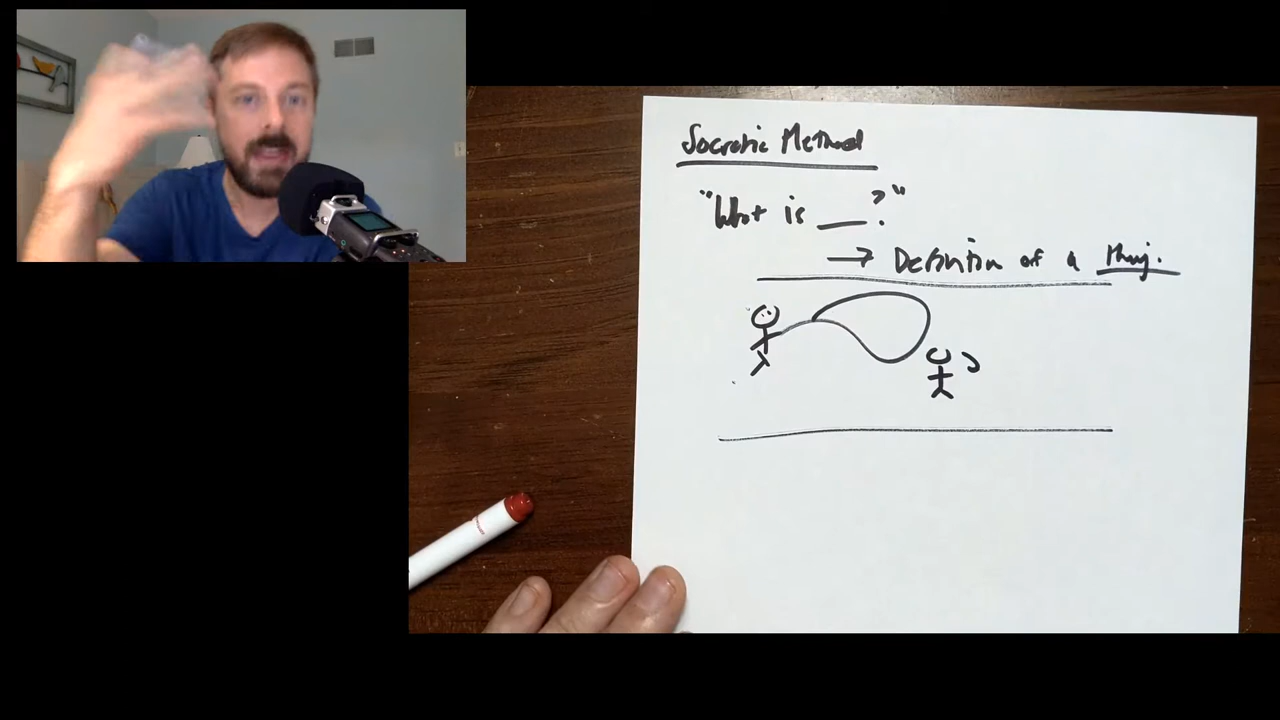 Socratic Method
"What is ___?"
→ Definition of a thing.